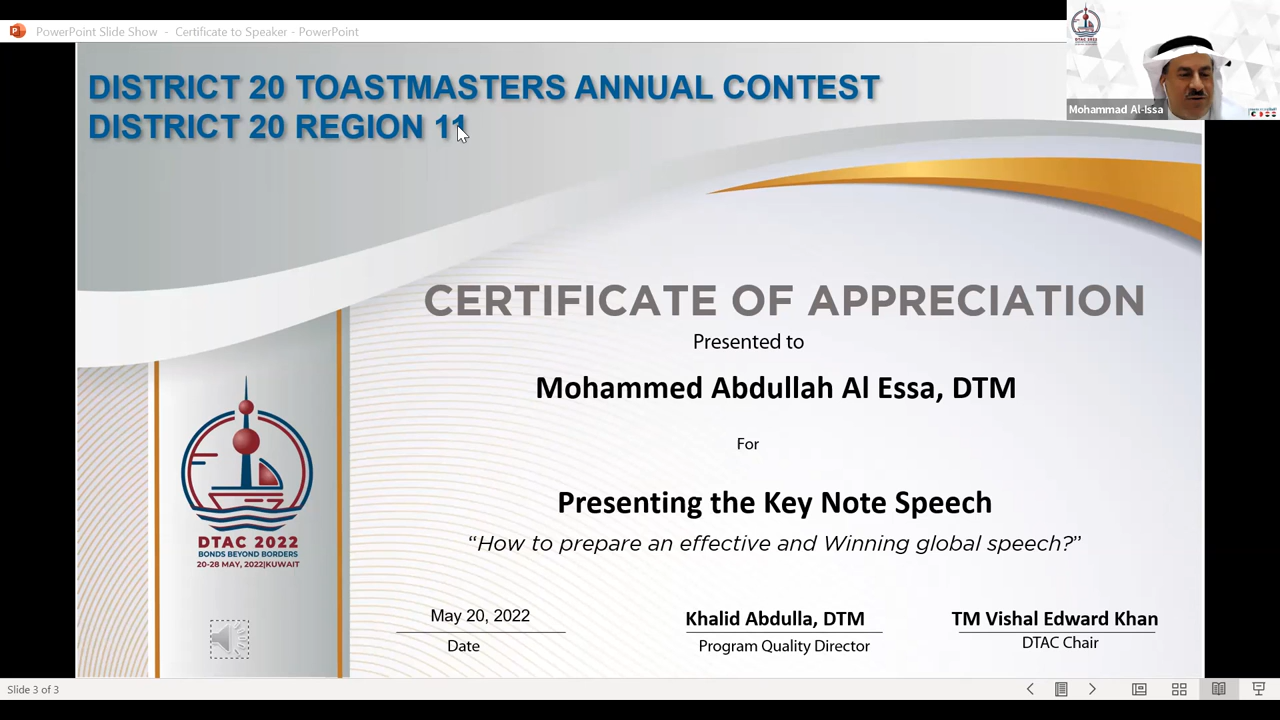 PowerPoint Slide Show - Certificate to Speaker - PowerPoint
DTAC 2022
Mohammad Al-Issa
DISTRICT 20 TOASTMASTERS ANNUAL CONTEST
DISTRICT 20 REGION 11
CERTIFICATE OF APPRECIATION
Presented to
Mohammed Abdullah Al Essa, DTM
For
Presenting the Key Note Speech
“How to prepare an effective and Winning global speech?”
DTAC 2022
BONDS BEYOND BORDERS
20-28 MAY, 2022|KUWAIT
May 20, 2022
Date
Khalid Abdulla, DTM
Program Quality Director
TM Vishal Edward Khan
DTAC Chair
Slide 3 of 3